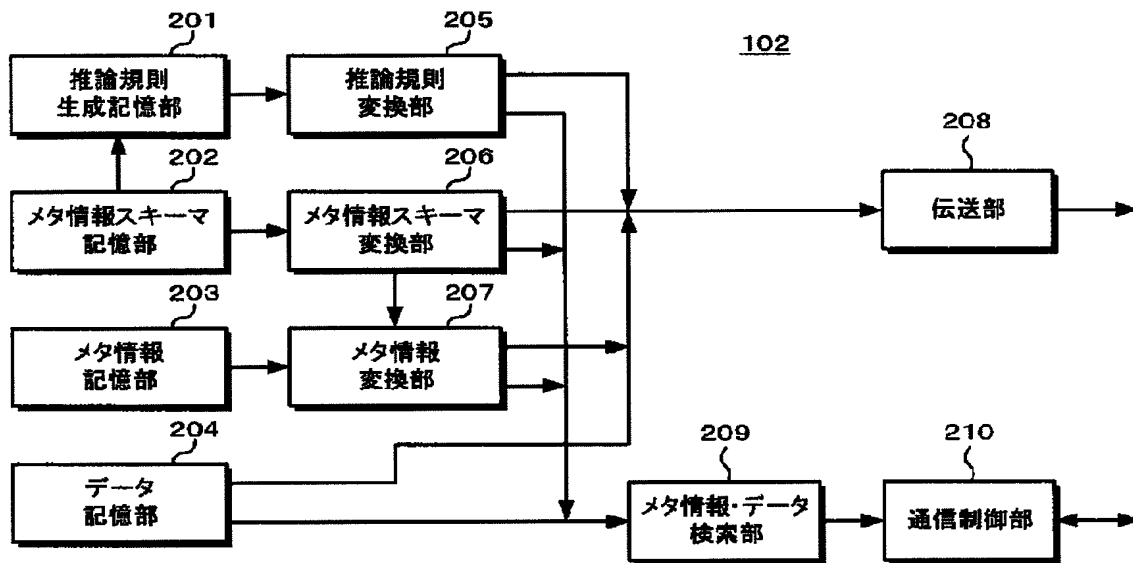 201
推論規則
生成記憶部
205
推論規則
変換部
102
202
メタ情報スキーマ
記憶部
206
メタ情報スキーマ
変換部
208
伝送部
203
メタ情報
記憶部
207
メタ情報
変換部
204
データ
記憶部
209
メタ情報・データ
検索部
210
通信制御部